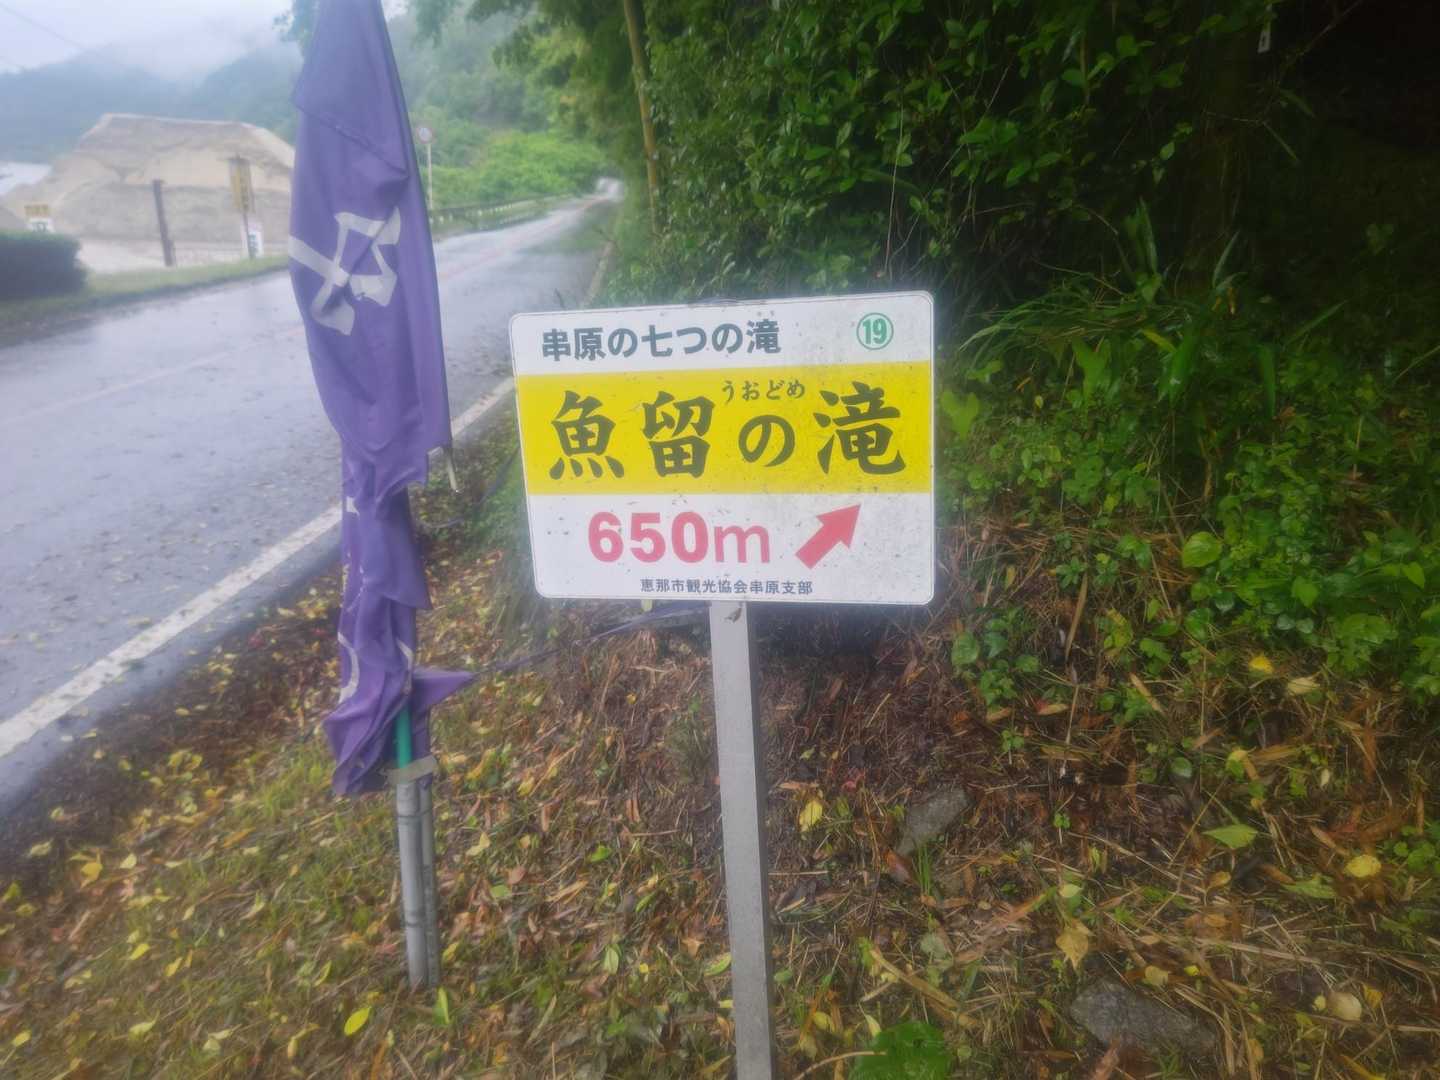 串原の七つの滝 ⑲
うおどめ
魚留の滝
650m
恵那市観光協会串原支部